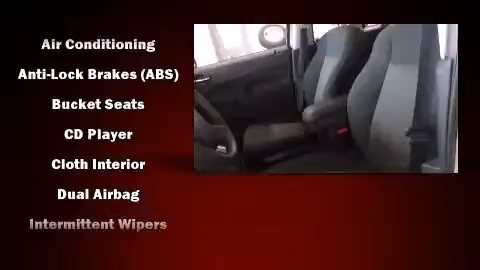 Air Conditioning
Anti-Lock Brakes (ABS)
Bucket Seats
CD Player
Cloth Interior
Dual Airbag
Intermittent Wipers